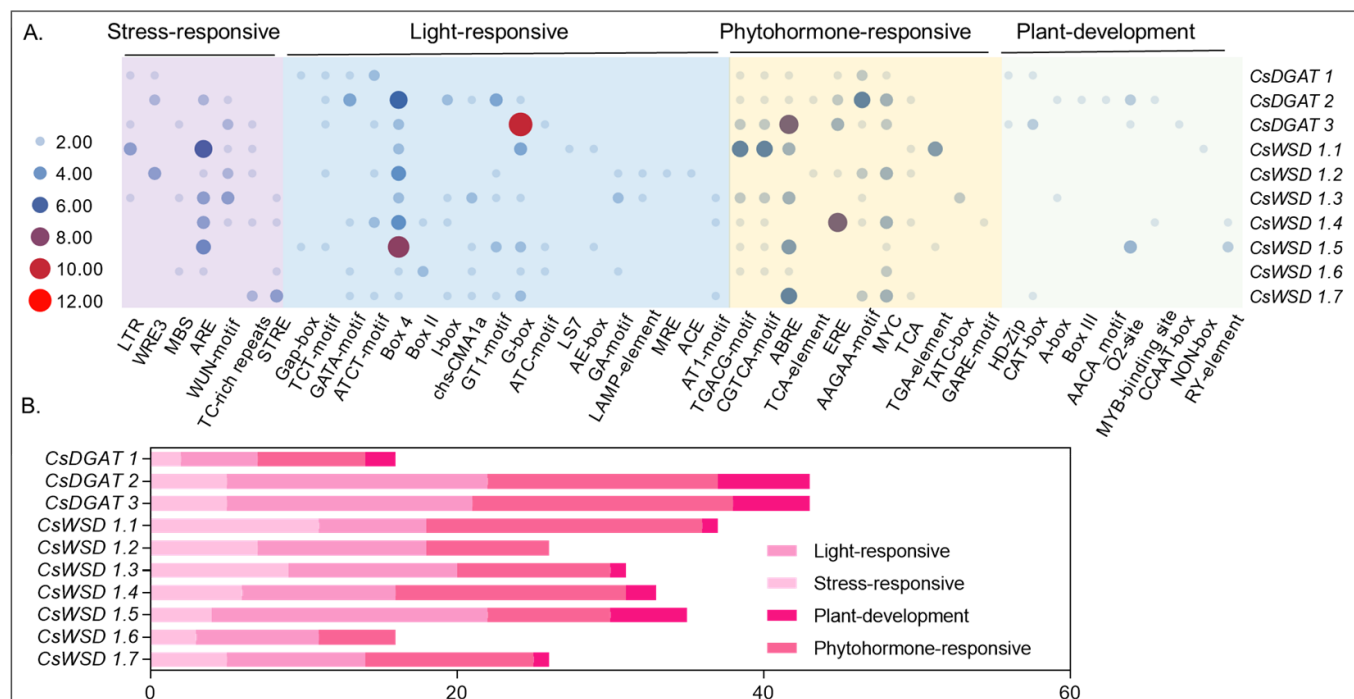 A.
Stress-responsive
Light-responsive
Phytohormone-responsive
Plant-development
CsDGAT 1
CsDGAT 2
CsDGAT 3
CsWSD 1.1
CsWSD 1.2
CsWSD 1.3
CsWSD 1.4
CsWSD 1.5
CsWSD 1.6
CsWSD 1.7
2.00
4.00
6.00
8.00
10.00
12.00
LTR
WRE3
MBS
ARE
WUN-motif
TC-rich repeats
STRE
Gap-box
TCT-motif
GATA-motif
ATCT-motif
Box 4
Box II
I-box
chs-CMA1a
GT1-motif
G-box
ATC-motif
LS7
AE-box
GA-motif
LAMP-element
MRE
ACE
AT1-motif
TGACG-motif
CGTCA-motif
ABRE
TCA-element
ERE
AAGAA-motif
MYC
TCA
TGA-element
TATC-box
GARE-motif
HD-Zip
CAT-box
A-box
Box III
AACA_motif
O2-site
MYB-binding site
CCAAT-box
NON-box
RY-element
B.
CsDGAT 1
CsDGAT 2
CsDGAT 3
CsWSD 1.1
CsWSD 1.2
CsWSD 1.3
CsWSD 1.4
CsWSD 1.5
CsWSD 1.6
CsWSD 1.7
Light-responsive
Stress-responsive
Plant-development
Phytohormone-responsive
0
20
40
60